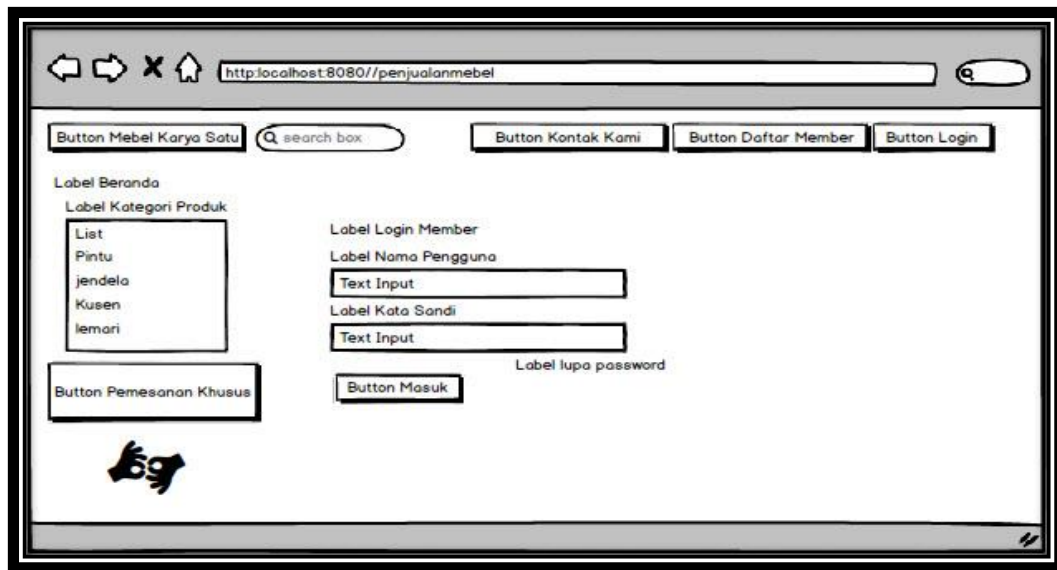 http:localhost:8080//penjualanmebel
Button Mebel Karya Satu
search box
Button Kontak Kami
Button Daftar Member
Button Login
Label Beranda
Label Kategori Produk
List
Pintu
jendela
Kusen
lemari
Button Pemesanan Khusus
Label Login Member
Label Nama Pengguna
Text Input
Label Kata Sandi
Text Input
Label lupa password
Button Masuk